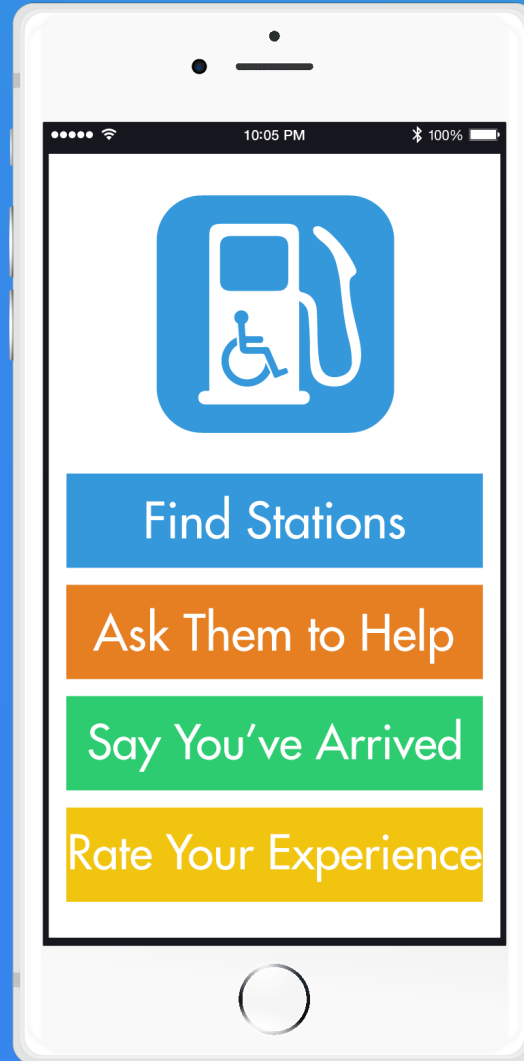 10:05 PM 100%
Find Stations
Ask Them to Help
Say You’ve Arrived
Rate Your Experience